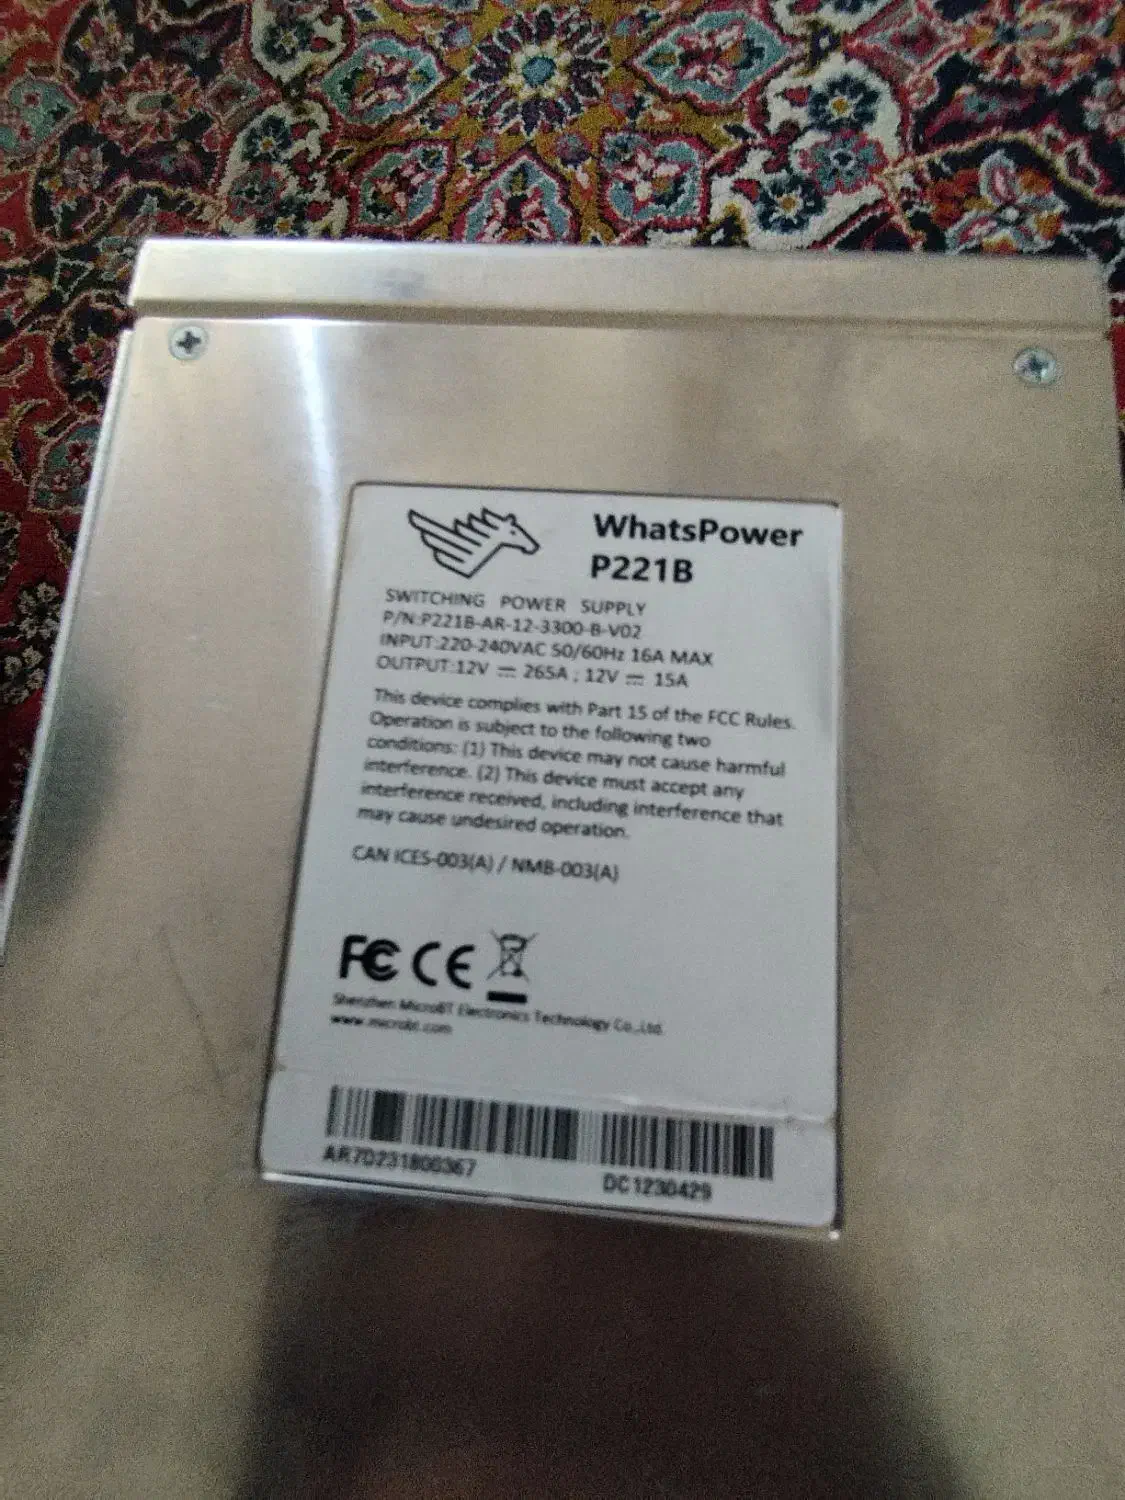 WhatsPower
P221B
SWITCHING POWER SUPPLY
P/N:P221B-AR-12-3300-B-V02
INPUT:220-240VAC 50/60Hz 16A MAX
OUTPUT:12V ⎓ 265A ; 12V ⎓ 15A
This device complies with Part 15 of the FCC Rules.
Operation is subject to the following two
conditions: (1) This device may not cause harmful
interference. (2) This device must accept any
interference received, including interference that
may cause undesired operation.
CAN ICES-003(A) / NMB-003(A)
FC CE
Shenzhen MicroBT Electronics Technology Co.,Ltd.
www.microbt.com
AR7D231800367
DC1230429